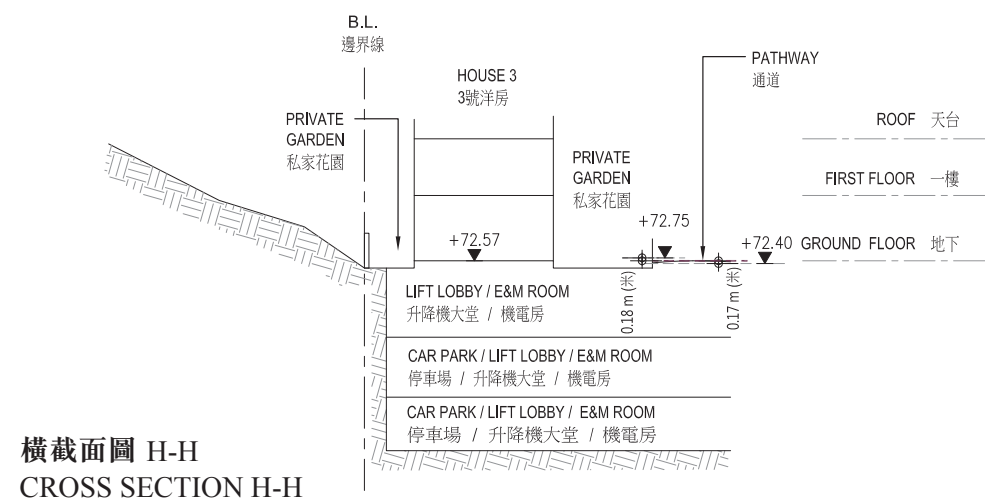 B.L.
邊界線
HOUSE 3
3號洋房
PATHWAY
通道
PRIVATE
GARDEN
私家花園
PRIVATE
GARDEN
私家花園
ROOF 天台
FIRST FLOOR 一樓
+72.57
+72.75
+72.40 GROUND FLOOR 地下
0.18 m (米)
0.17 m (米)
LIFT LOBBY / E&M ROOM
升降機大堂 / 機電房
CAR PARK / LIFT LOBBY / E&M ROOM
停車場 / 升降機大堂 / 機電房
CAR PARK / LIFT LOBBY / E&M ROOM
停車場 / 升降機大堂 / 機電房
橫截面圖 H-H
CROSS SECTION H-H